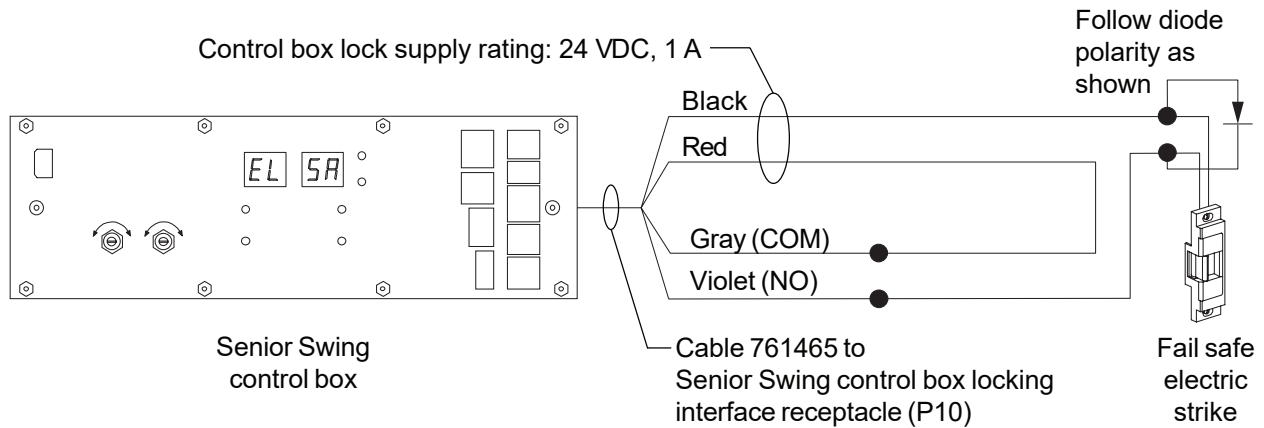 Control box lock supply rating: 24 VDC, 1 A
Follow diode
polarity as
shown
Black
Red
EL SA
Gray (COM)
Violet (NO)
Senior Swing
control box
Cable 761465 to
Senior Swing control box locking
interface receptacle (P10)
Fail safe
electric
strike